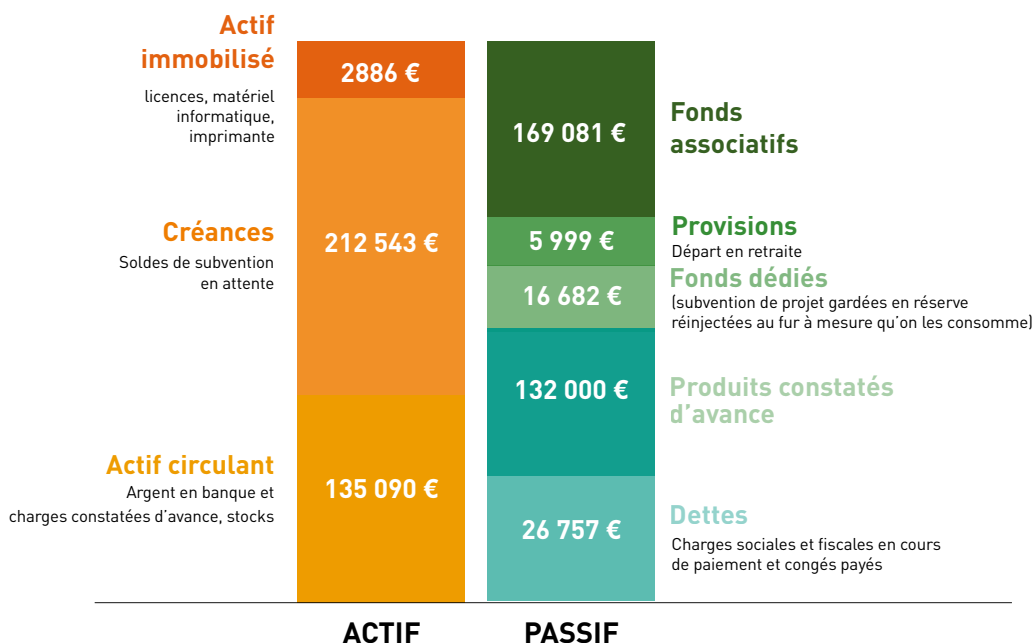 Actif
immobilisé
licences, matériel
informatique,
imprimante
2886 €
Créances
Soldes de subvention
en attente
212 543 €
Actif circulant
Argent en banque et
charges constatées d'avance, stocks
135 090 €
169 081 €
Fonds
associatifs
5 999 €
Provisions
Départ en retraite
16 682 €
Fonds dédiés
(subvention de projet gardées en réserve
réinjectées au fur à mesure qu'on les consomme)
132 000 €
Produits constatés
d'avance
26 757 €
Dettes
Charges sociales et fiscales en cours
de paiement et congés payés
ACTIF
PASSIF